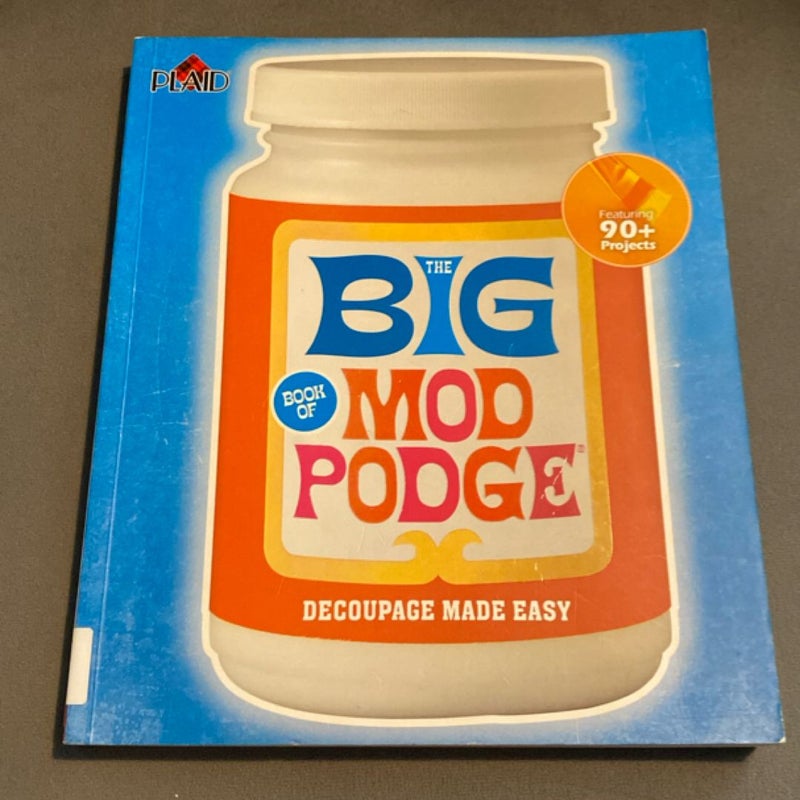 PLAID
Featuring
90+
Projects
THE
BIG
BOOK
OF
MOD
PODGE®
DECOUPAGE MADE EASY